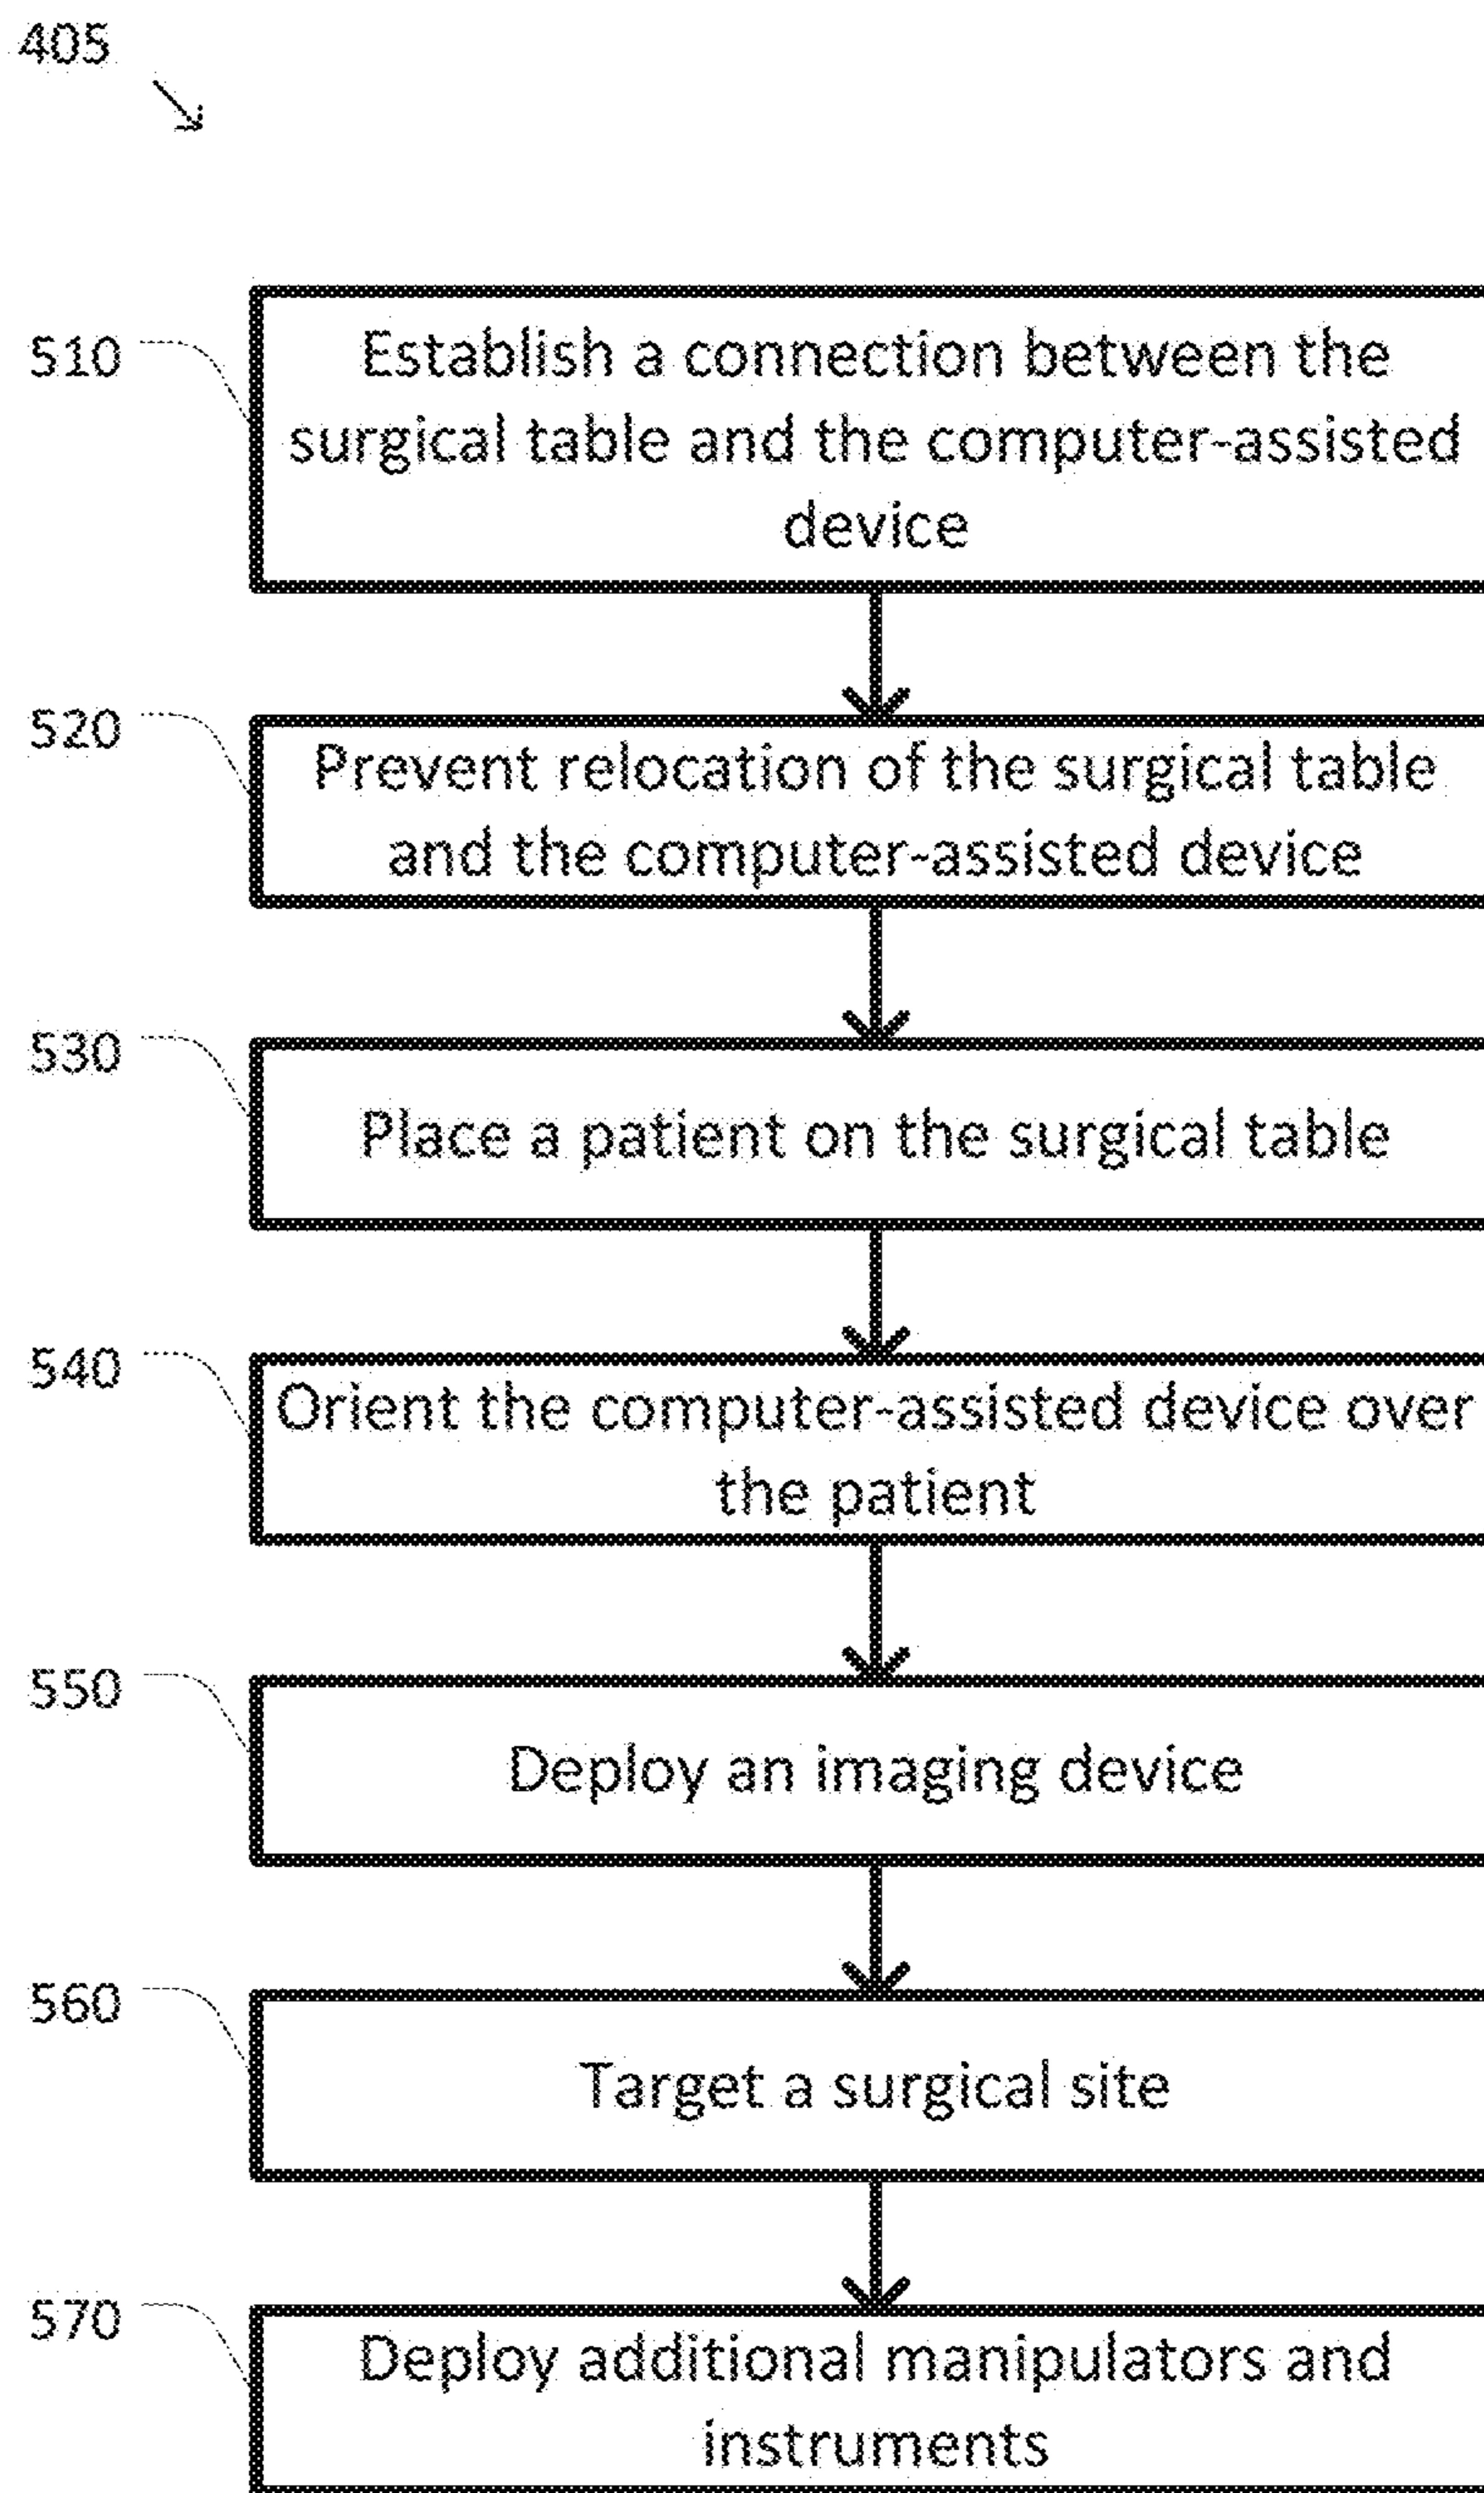 405
510
Establish a connection between the
surgical table and the computer-assisted
device
520
Prevent relocation of the surgical table
and the computer-assisted device
530
Place a patient on the surgical table
540
Orient the computer-assisted device over
the patient
550
Deploy an imaging device
560
Target a surgical site
570
Deploy additional manipulators and
instruments